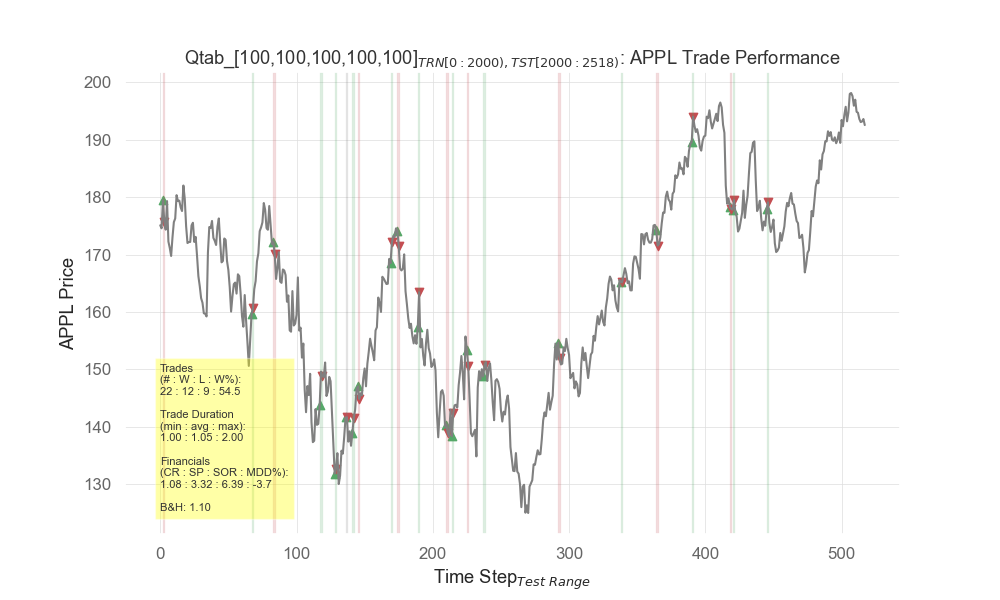 Qtab_[100,100,100,100,100]TRN[0 : 2000), TST[2000 : 2518) : APPL Trade Performance
200
190
180
170
160
150
140
130
APPL Price
Trades
(# : W : L : W%):
22 : 12 : 9 : 54.5
Trade Duration
(min : avg : max):
1.00 : 1.05 : 2.00
Financials
(CR : SP : SOR : MDD%):
1.08 : 3.32 : 6.39 : -3.7
B&H: 1.10
0 100 200 300 400 500
Time StepTest Range